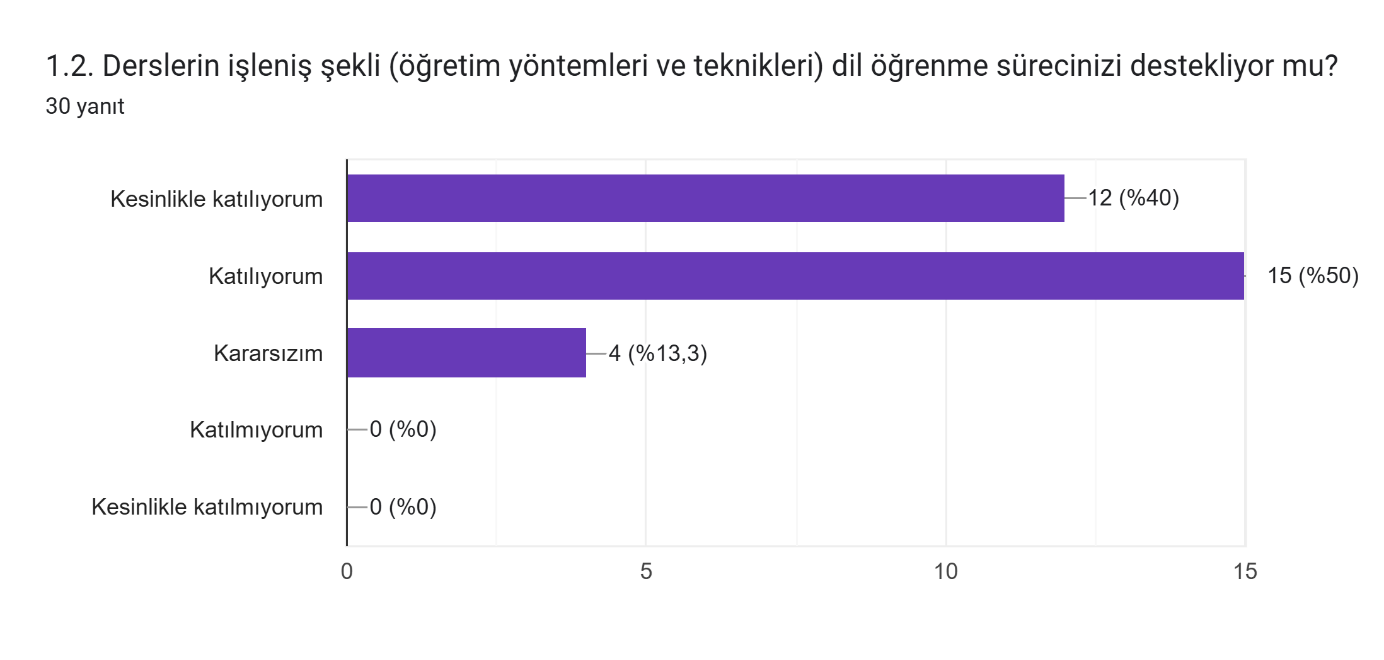 1.2. Derslerin işleniş şekli (öğretim yöntemleri ve teknikleri) dil öğrenme sürecinizi destekliyor mu?
30 yanıt
Kesinlikle katılıyorum 12 (%40)
Katılıyorum 15 (%50)
Kararsızım 4 (%13,3)
Katılmıyorum 0 (%0)
Kesinlikle katılmıyorum 0 (%0)
0 5 10 15